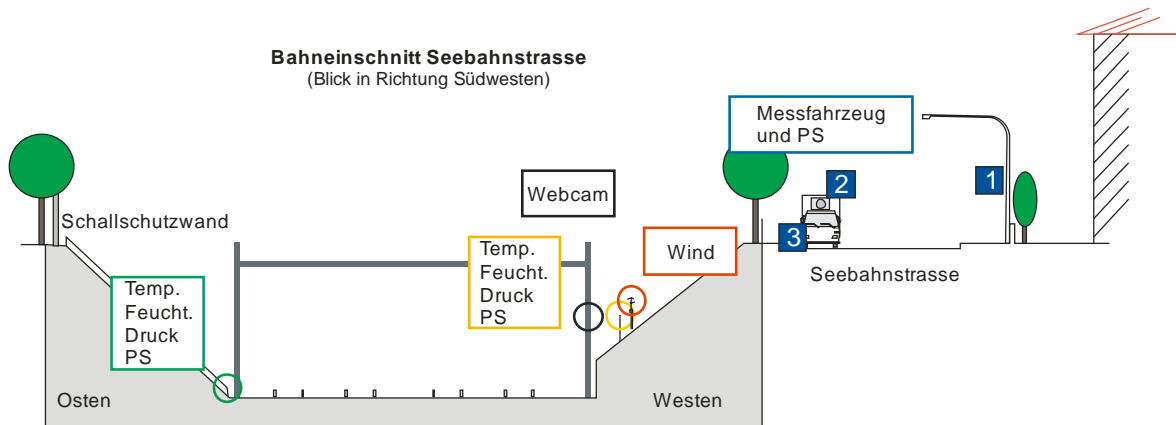 Bahneinschnitt Seebahnstrasse
(Blick in Richtung Südwesten)
Messfahrzeug
und PS
1
2
3
Webcam
Schallschutzwand
Wind
Temp.
Feucht.
Druck
PS
Seebahnstrasse
Temp.
Feucht.
Druck
PS
Osten
Westen